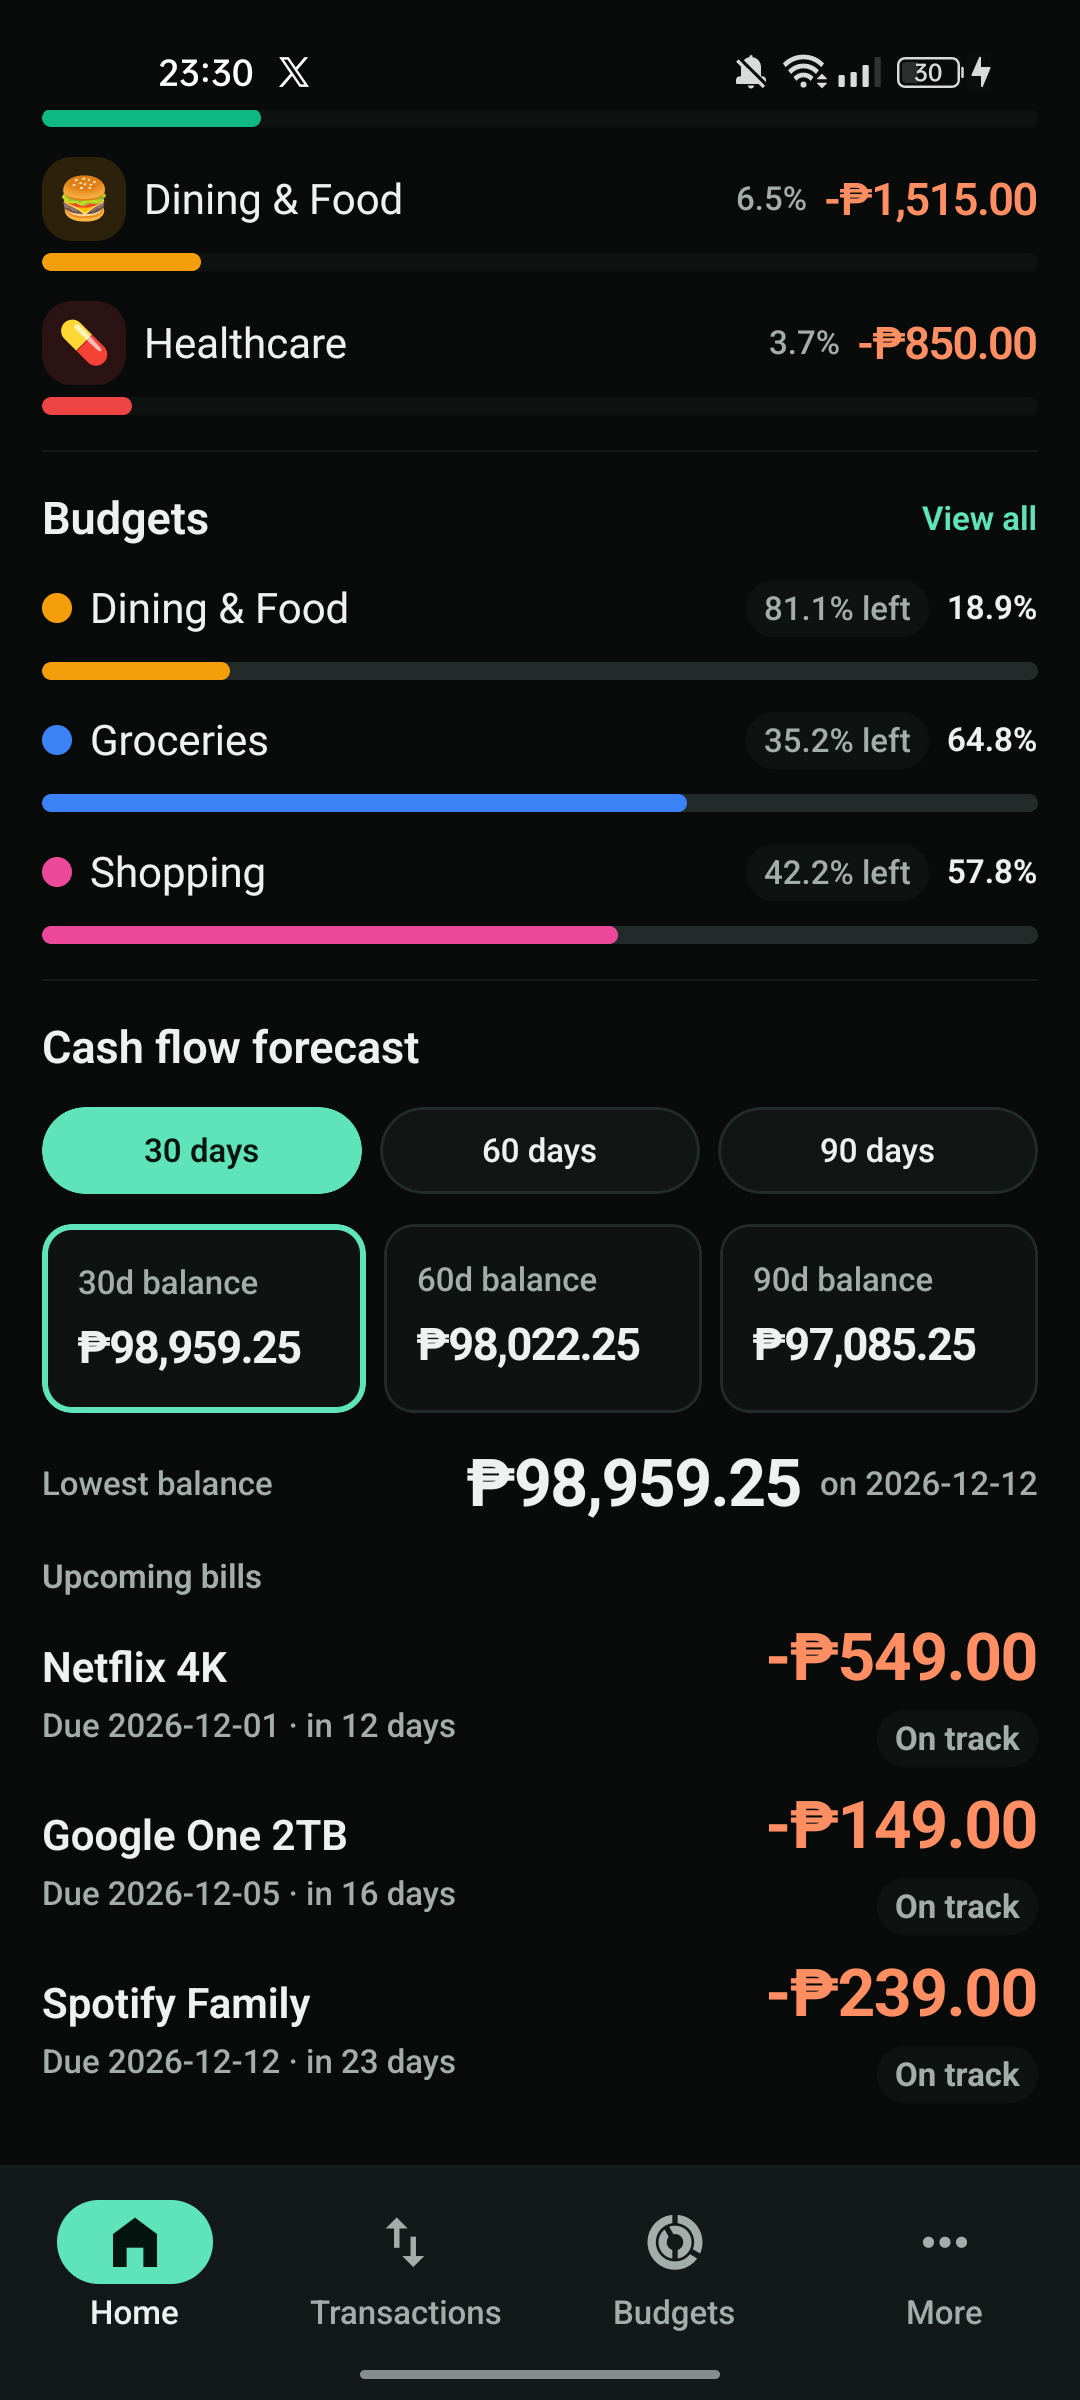 23:30
30
Dining & Food 6.5% -₱1,515.00
Healthcare 3.7% -₱850.00
Budgets View all
Dining & Food 81.1% left 18.9%
Groceries 35.2% left 64.8%
Shopping 42.2% left 57.8%
Cash flow forecast
30 days 60 days 90 days
30d balance 60d balance 90d balance
₱98,959.25 ₱98,022.25 ₱97,085.25
Lowest balance ₱98,959.25 on 2026-12-12
Upcoming bills
Netflix 4K -₱549.00
Due 2026-12-01 · in 12 days On track
Google One 2TB -₱149.00
Due 2026-12-05 · in 16 days On track
Spotify Family -₱239.00
Due 2026-12-12 · in 23 days On track
Home Transactions Budgets More